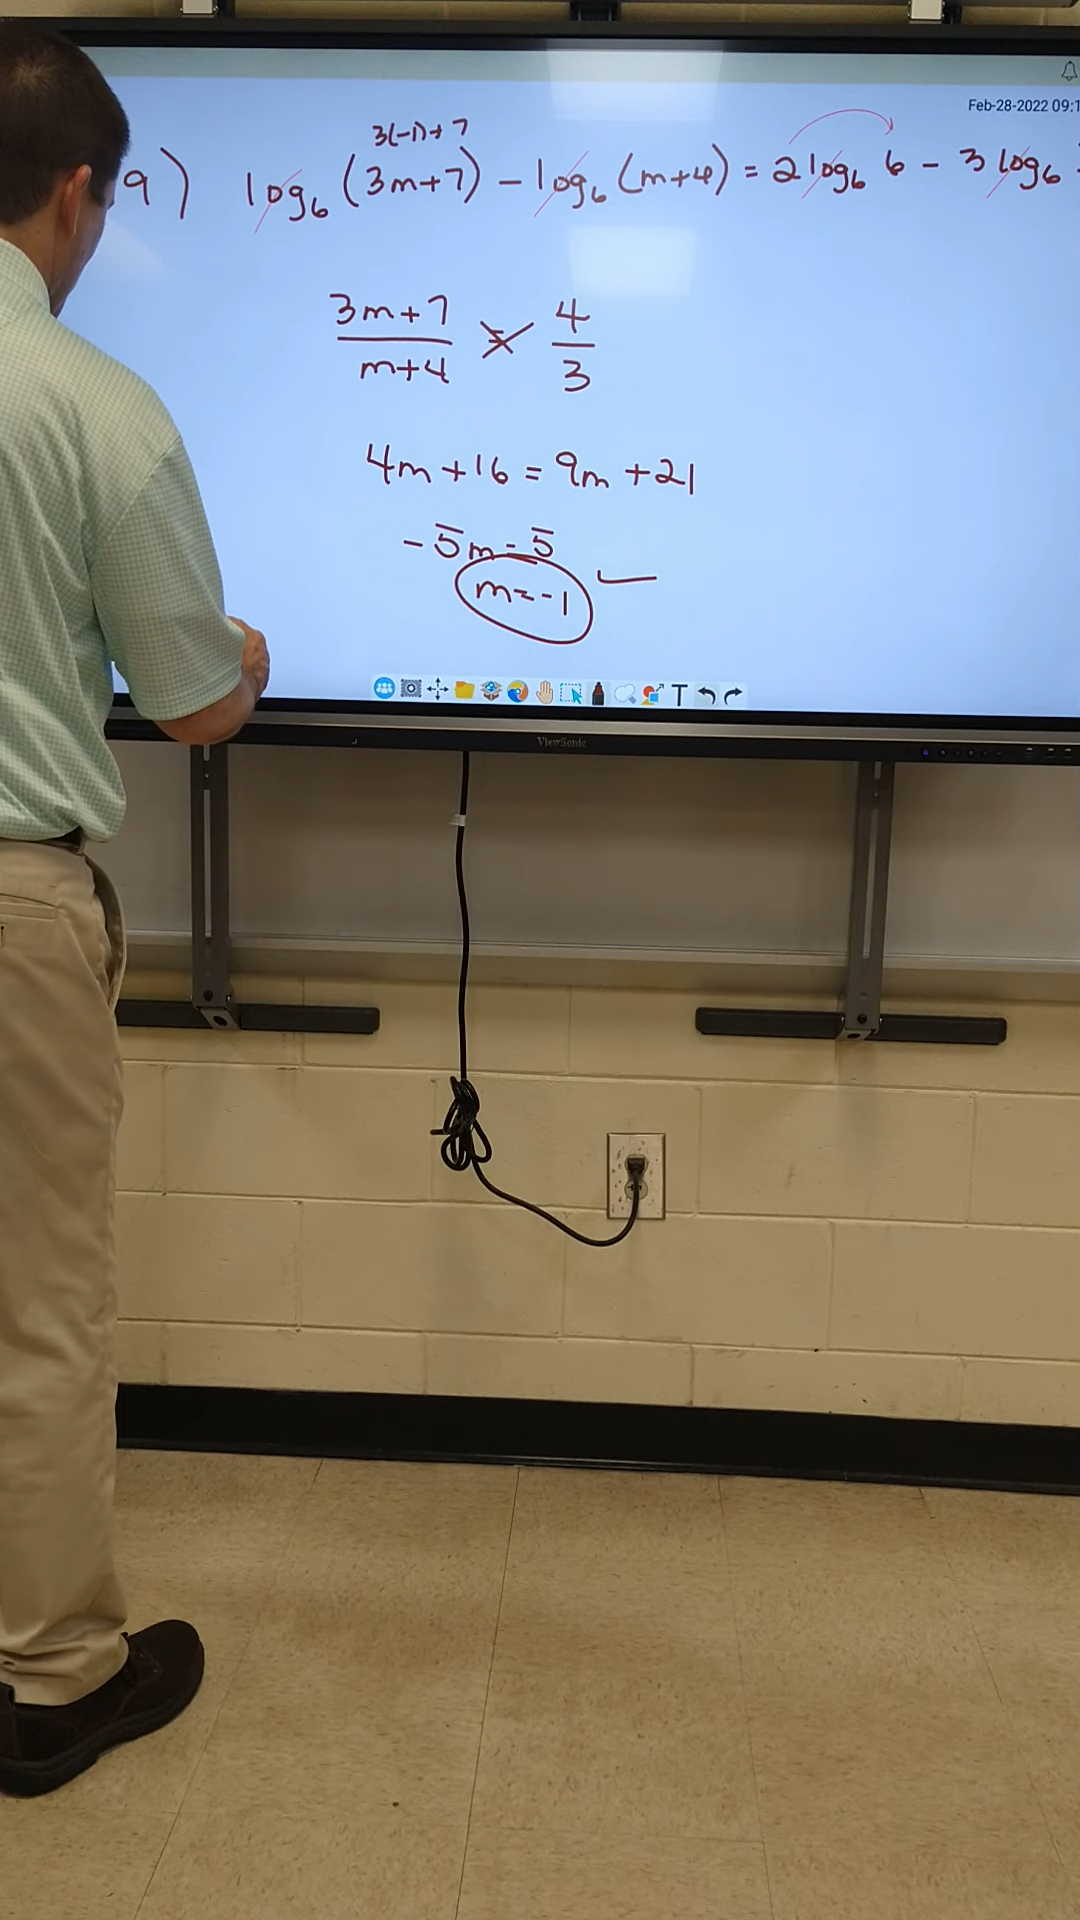 Feb-28-2022 09:1
3(-1)+7
9) log₆ (3m+7) - log₆ (m+4) = 2 log₆ 6 - 3 log₆
3m+7 = 4
m+4 3
4m+16 = 9m +21
-5m = 5
m=-1
T
ViewSonic